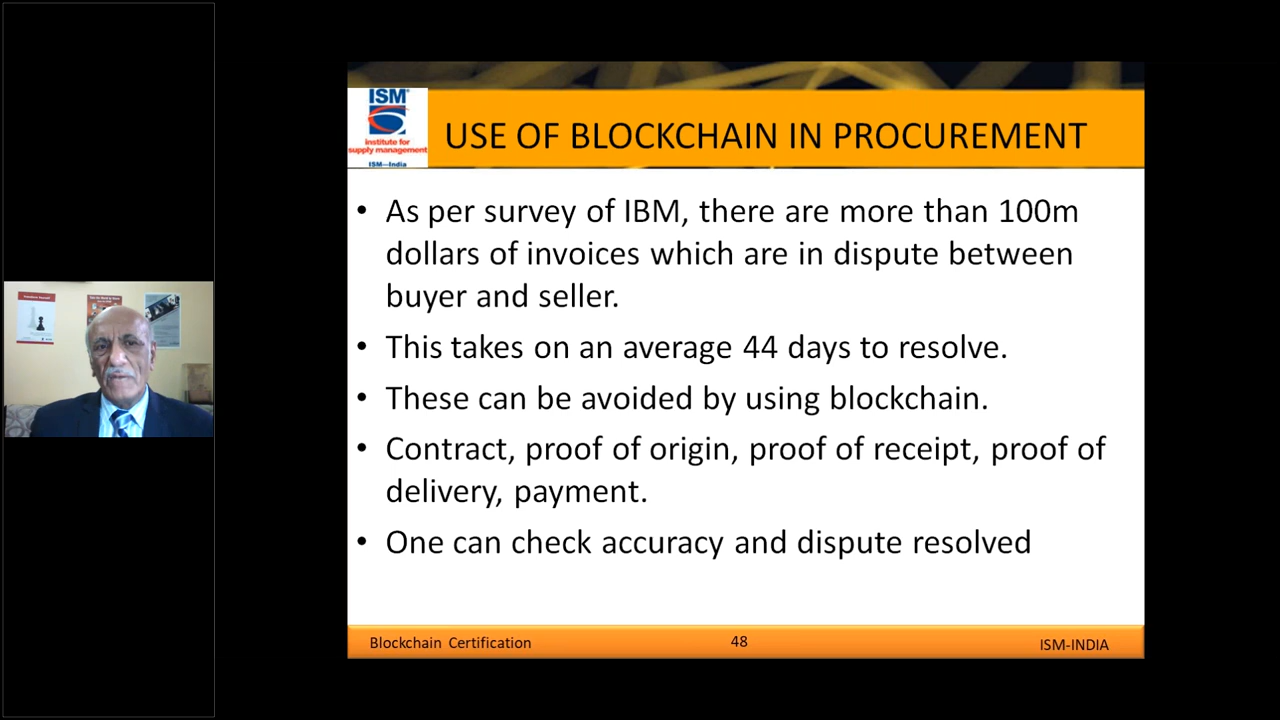 ISM®
institute for
supply management
ISM—India
USE OF BLOCKCHAIN IN PROCUREMENT
• As per survey of IBM, there are more than 100m
dollars of invoices which are in dispute between
buyer and seller.
• This takes on an average 44 days to resolve.
• These can be avoided by using blockchain.
• Contract, proof of origin, proof of receipt, proof of
delivery, payment.
• One can check accuracy and dispute resolved
Blockchain Certification
48
ISM-INDIA